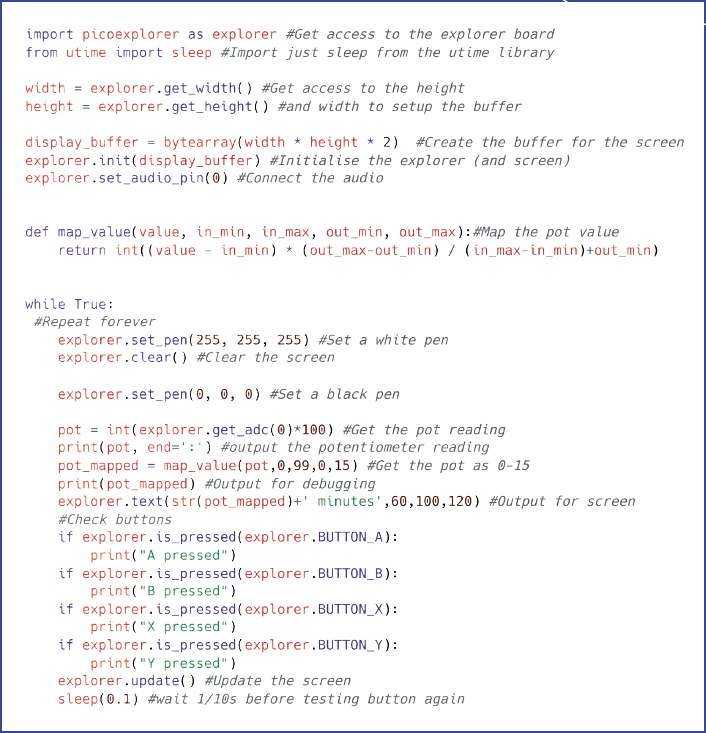 import picoexplorer as explorer #Get access to the explorer board
from utime import sleep #Import just sleep from the utime library
width = explorer.get_width() #Get access to the height
height = explorer.get_height() #and width to setup the buffer
display_buffer = bytearray(width * height * 2)  #Create the buffer for the screen
explorer.init(display_buffer) #Initialise the explorer (and screen)
explorer.set_audio_pin(0) #Connect the audio
def map_value(value, in_min, in_max, out_min, out_max):#Map the pot value
    return int((value - in_min) * (out_max-out_min) / (in_max-in_min)+out_min)
while True:
 #Repeat forever
    explorer.set_pen(255, 255, 255) #Set a white pen
    explorer.clear() #Clear the screen
    explorer.set_pen(0, 0, 0) #Set a black pen
    pot = int(explorer.get_adc(0)*100) #Get the pot reading
    print(pot, end=':') #output the potentiometer reading
    pot_mapped = map_value(pot,0,99,0,15) #Get the pot as 0-15
    print(pot_mapped) #Output for debugging
    explorer.text(str(pot_mapped)+' minutes',60,100,120) #Output for screen
    #Check buttons
    if explorer.is_pressed(explorer.BUTTON_A):
        print("A pressed")
    if explorer.is_pressed(explorer.BUTTON_B):
        print("B pressed")
    if explorer.is_pressed(explorer.BUTTON_X):
        print("X pressed")
    if explorer.is_pressed(explorer.BUTTON_Y):
        print("Y pressed")
    explorer.update() #Update the screen
    sleep(0.1) #wait 1/10s before testing button again